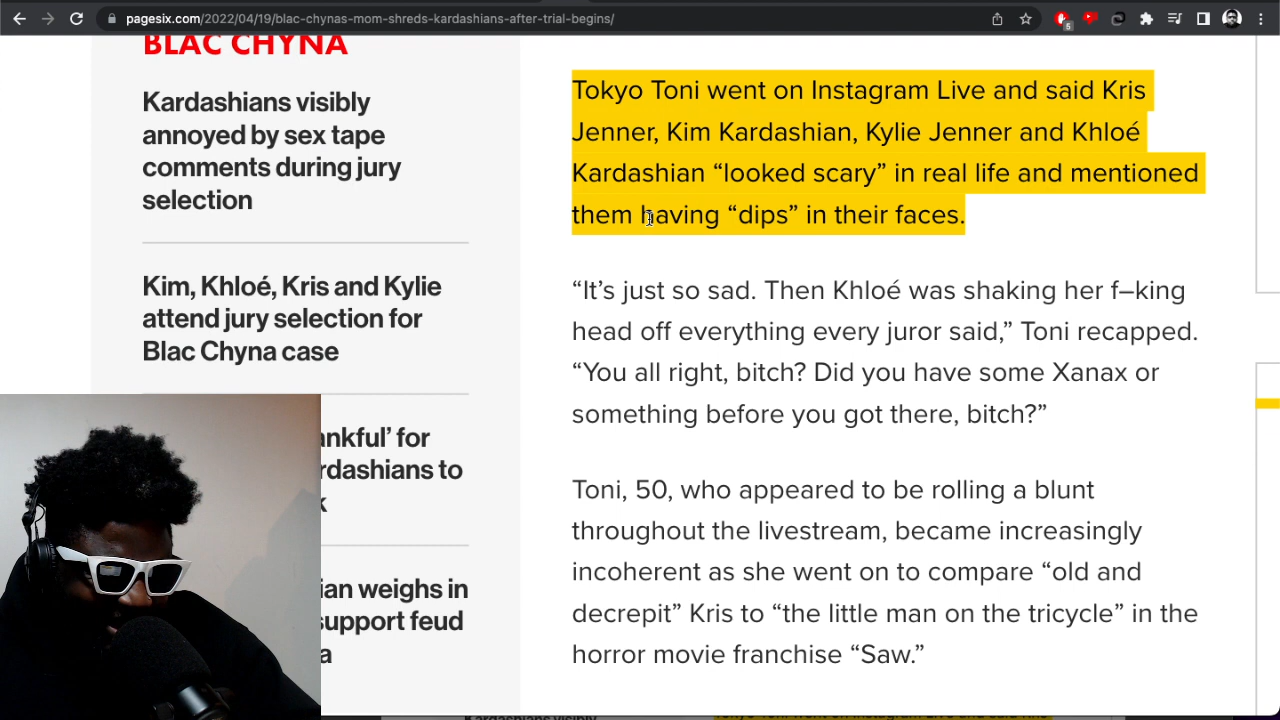 pagesix.com/2022/04/19/blac-chynas-mom-shreds-kardashians-after-trial-begins/
5
BLAC CHYNA
Kardashians visibly
annoyed by sex tape
comments during jury
selection
Kim, Khloé, Kris and Kylie
attend jury selection for
Blac Chyna case
ankful’ for
rdashians to
k
ian weighs in
support feud
a
Tokyo Toni went on Instagram Live and said Kris
Jenner, Kim Kardashian, Kylie Jenner and Khloé
Kardashian “looked scary” in real life and mentioned
them having “dips” in their faces.
“It’s just so sad. Then Khloé was shaking her f–king
head off everything every juror said,” Toni recapped.
“You all right, bitch? Did you have some Xanax or
something before you got there, bitch?”
Toni, 50, who appeared to be rolling a blunt
throughout the livestream, became increasingly
incoherent as she went on to compare “old and
decrepit” Kris to “the little man on the tricycle” in the
horror movie franchise “Saw.”